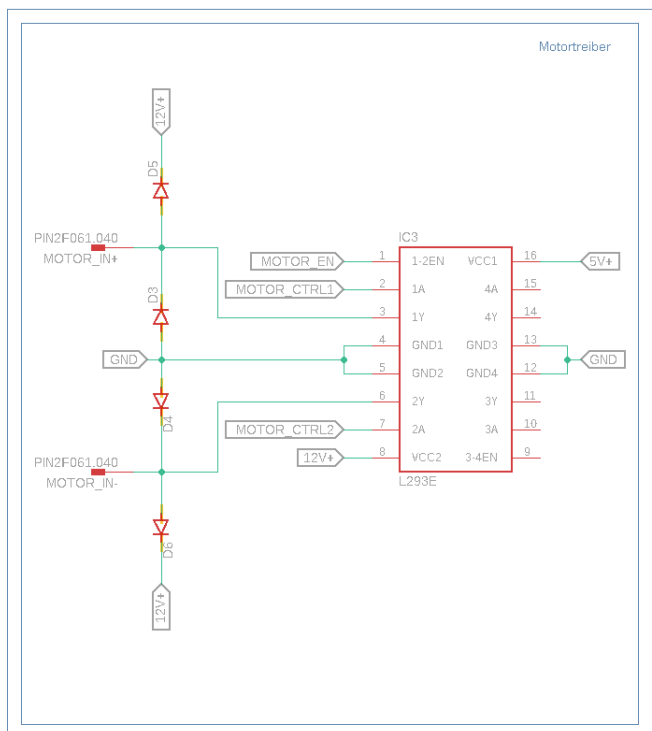 Motortreiber
12V+
D5
PIN2F061.040
MOTOR_IN+
D3
GND
D4
PIN2F061.040
MOTOR_IN-
D6
12V+
IC3
MOTOR_EN 1 1-2EN VCC1 16 5V+
MOTOR_CTRL1 2 1A 4A 15
3 1Y 4Y 14
4 GND1 GND3 13
5 GND2 GND4 12 GND
6 2Y 3Y 11
MOTOR_CTRL2 7 2A 3A 10
12V+ 8 VCC2 3-4EN 9
L293E